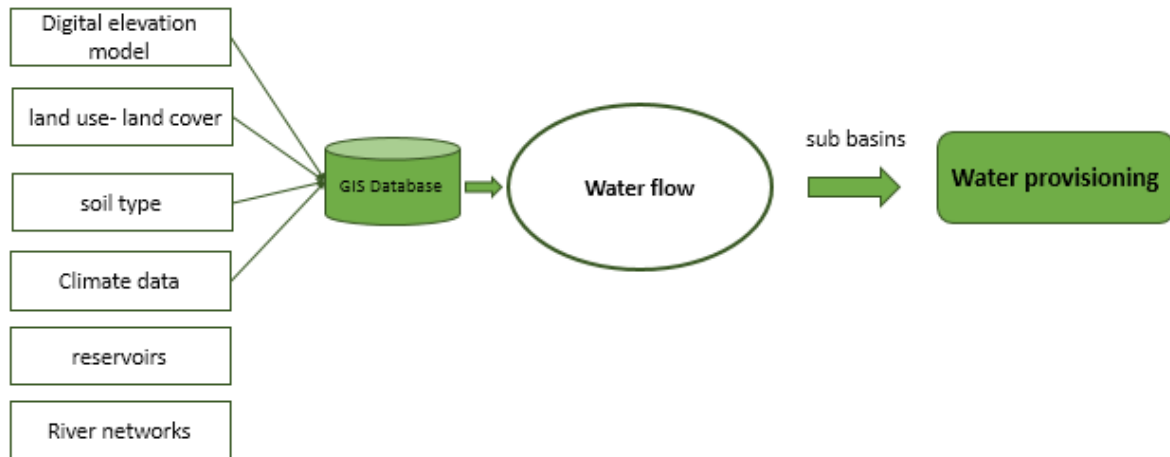 Digital elevation
model
land use- land cover
soil type
Climate data
reservoirs
River networks
GIS Database
Water flow
sub basins
Water provisioning